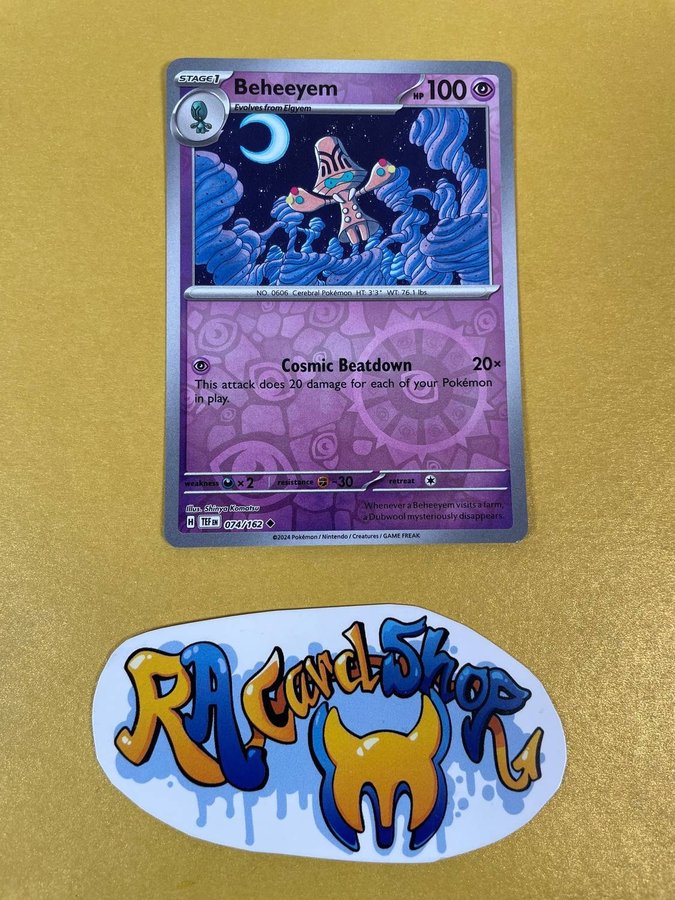 STAGE 1
Beheeyem
HP 100
Evolves from Elgyem
NO. 0606 Cerebral Pokémon HT: 3'3" WT: 76.1 lbs.
Cosmic Beatdown 20×
This attack does 20 damage for each of your Pokémon
in play.
weakness ×2 resistance -30 retreat
Illus. Shinya Komatsu
Whenever a Beheeyem visits a farm,
a Dubwool mysteriously disappears.
H TEF EN 074/162
©2024 Pokémon / Nintendo / Creatures / GAME FREAK
RA Card Shop